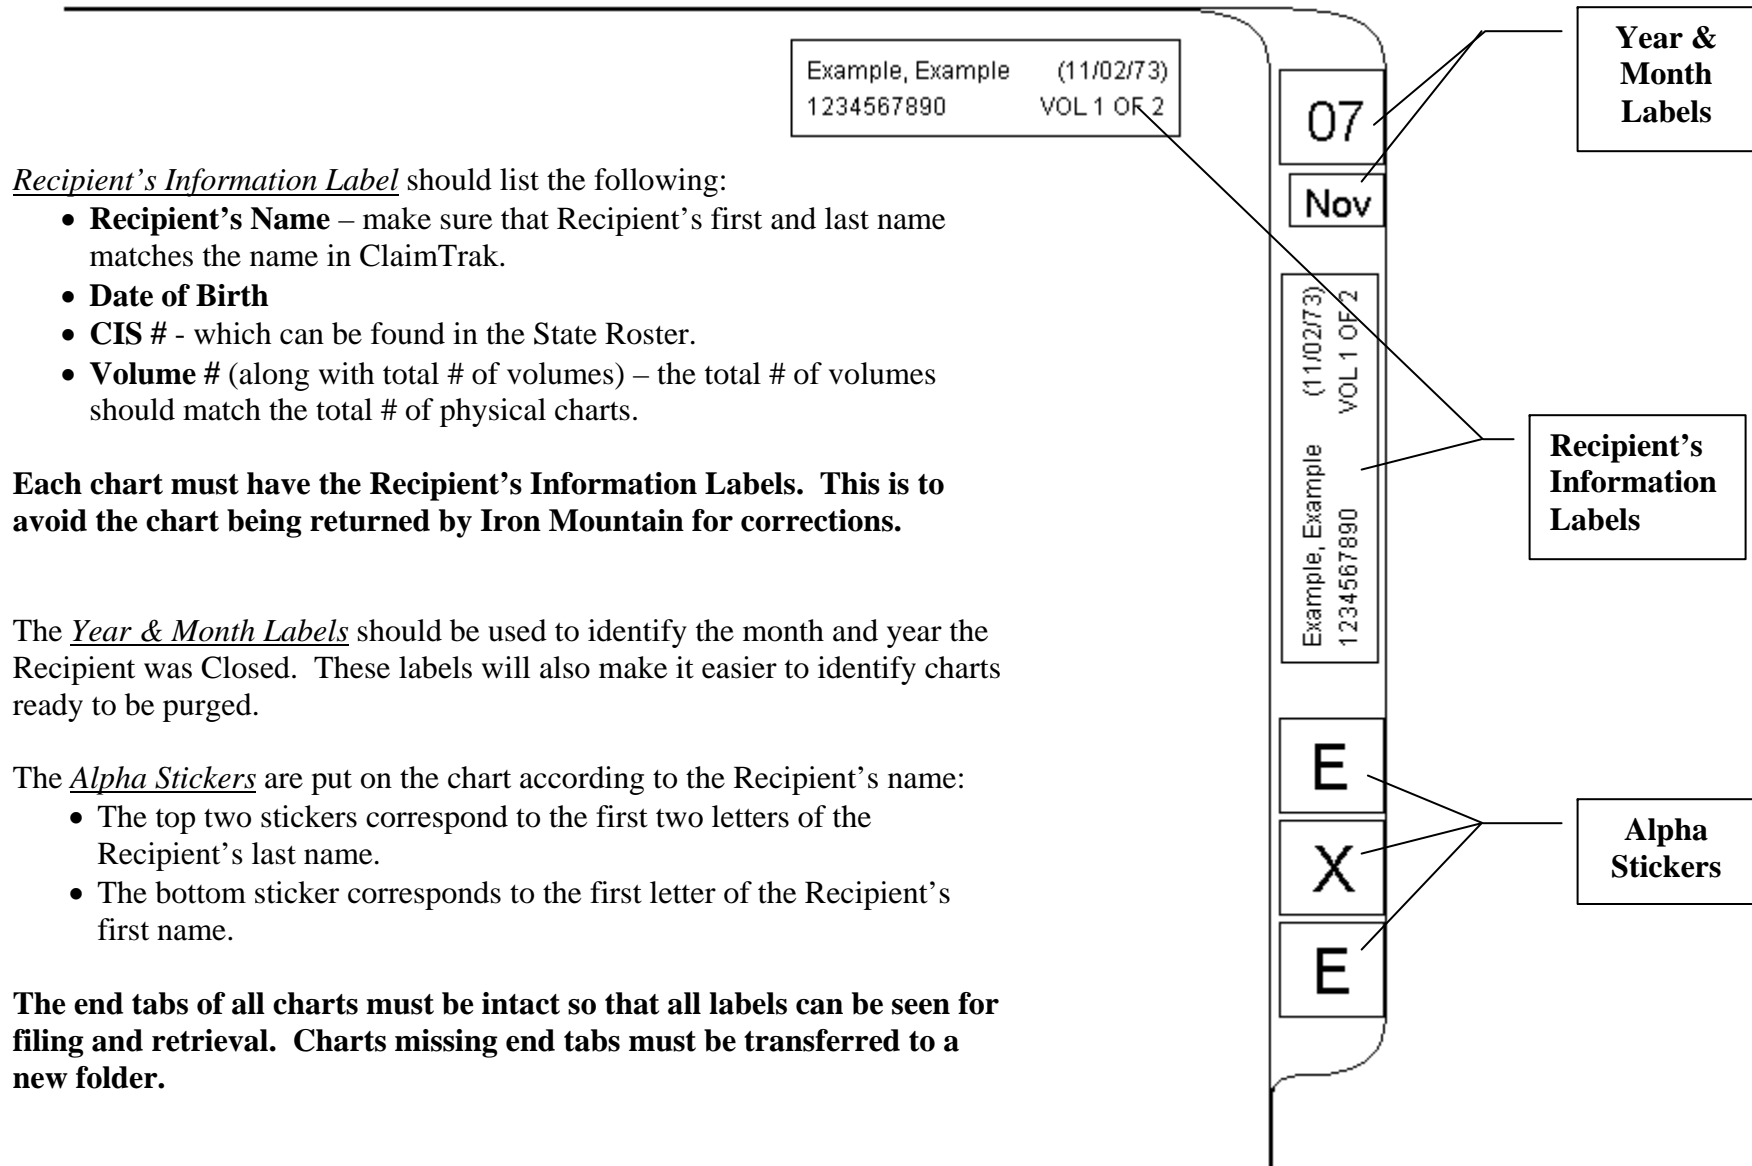 Example, Example (11/02/73)
1234567890 VOL 1 OF 2
07
Nov
Year &
Month
Labels
Recipient's Information Label should list the following:
• Recipient's Name – make sure that Recipient's first and last name
matches the name in ClaimTrak.
• Date of Birth
• CIS # - which can be found in the State Roster.
• Volume # (along with total # of volumes) – the total # of volumes
should match the total # of physical charts.
Each chart must have the Recipient's Information Labels.  This is to
avoid the chart being returned by Iron Mountain for corrections.
Example, Example (11/02/73)
1234567890 VOL 1 OF 2
Recipient's
Information
Labels
The Year & Month Labels should be used to identify the month and year the
Recipient was Closed.  These labels will also make it easier to identify charts
ready to be purged.
The Alpha Stickers are put on the chart according to the Recipient's name:
• The top two stickers correspond to the first two letters of the
Recipient's last name.
• The bottom sticker corresponds to the first letter of the Recipient's
first name.
E
X
E
Alpha
Stickers
The end tabs of all charts must be intact so that all labels can be seen for
filing and retrieval.  Charts missing end tabs must be transferred to a
new folder.